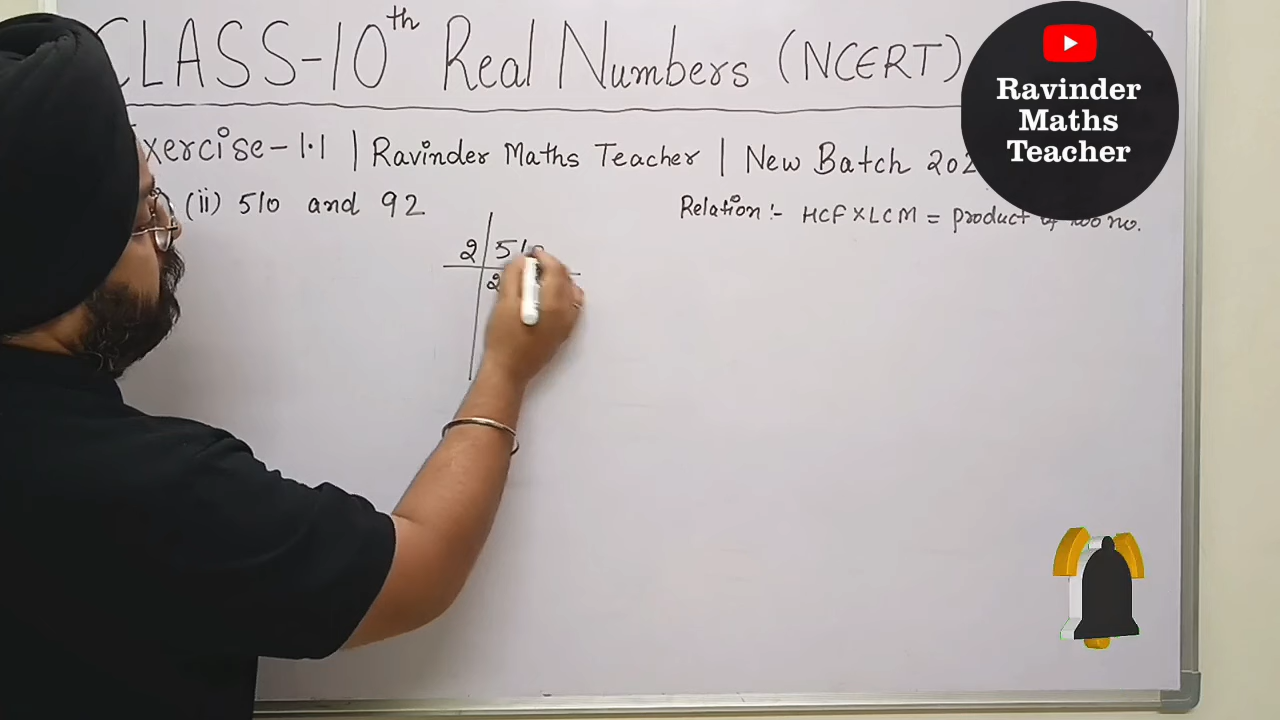 CLASS-10th Real Numbers (NCERT)
Exercise-1.1 | Ravinder Maths Teacher | New Batch
Ravinder
Maths
Teacher
(ii) 510 and 92
Relation :- HCF X LCM = product of two no.
2 510
2